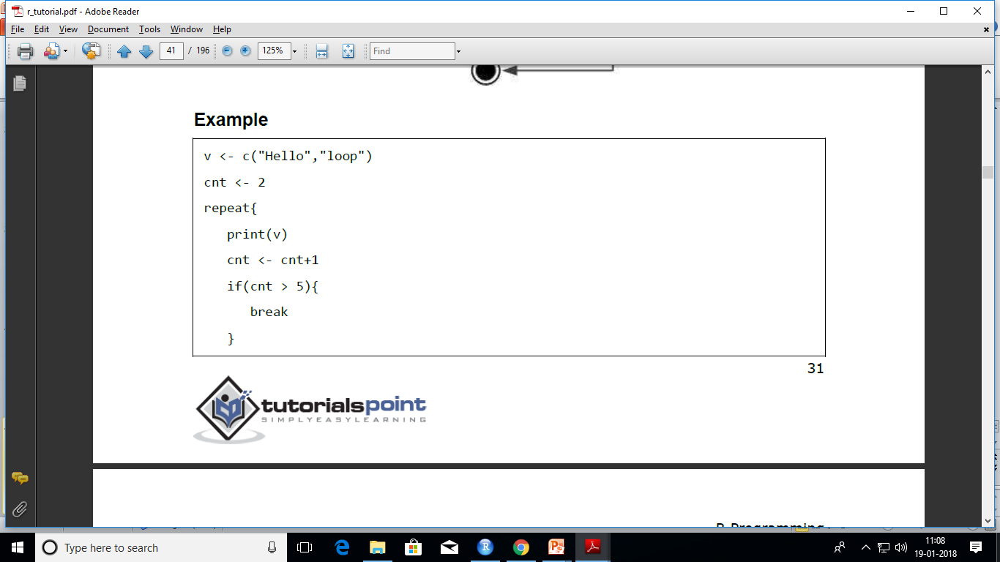 r_tutorial.pdf - Adobe Reader
File Edit View Document Tools Window Help
41 / 196 125% Find
Example
v <- c("Hello","loop")
cnt <- 2
repeat{
print(v)
cnt <- cnt+1
if(cnt > 5){
break
}
31
tutorialspoint
SIMPLYEASYLEARNING
R Programming
Type here to search
11:08
19-01-2018